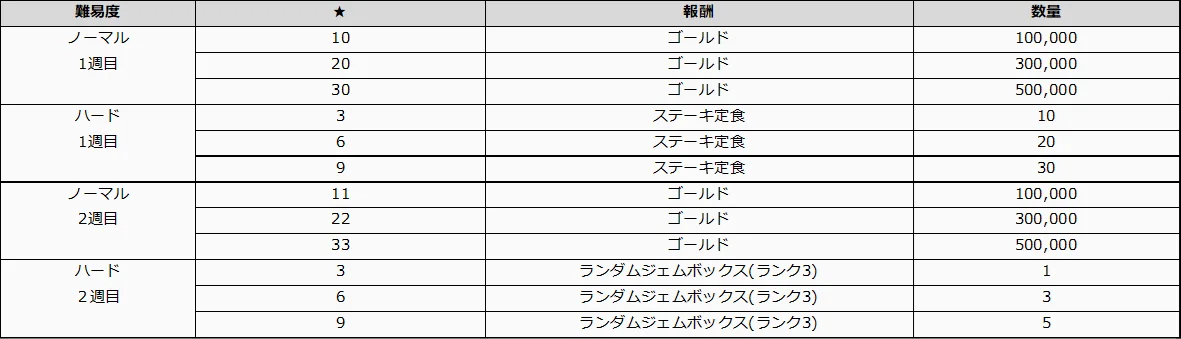 難易度 ★ 報酬 数量
ノーマル 10 ゴールド 100,000
1週目 20 ゴールド 300,000
30 ゴールド 500,000
ハード 3 ステーキ定食 10
1週目 6 ステーキ定食 20
9 ステーキ定食 30
ノーマル 11 ゴールド 100,000
2週目 22 ゴールド 300,000
33 ゴールド 500,000
ハード 3 ランダムジェムボックス(ランク3) 1
2週目 6 ランダムジェムボックス(ランク3) 3
9 ランダムジェムボックス(ランク3) 5